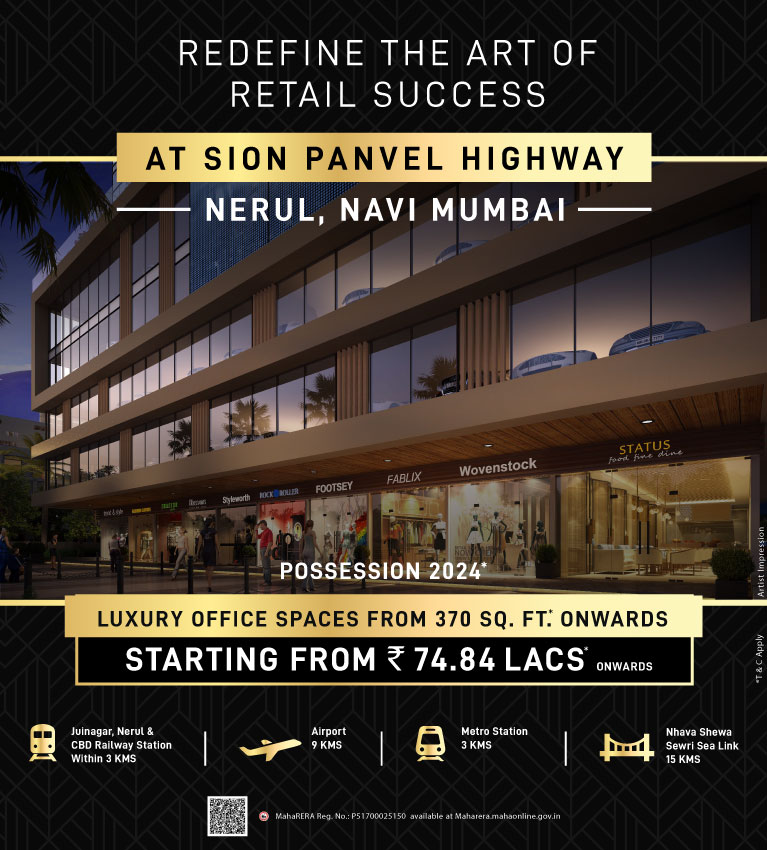 REDEFINE THE ART OF
RETAIL SUCCESS
AT SION PANVEL HIGHWAY
NERUL, NAVI MUMBAI
STATUS
food fine dine
Wovenstock
FABLIX
FOOTSEY
Styleworth
POSSESSION 2024*
Artist Impression
LUXURY OFFICE SPACES FROM 370 SQ. FT.* ONWARDS
STARTING FROM ₹ 74.84 LACS* ONWARDS
*T & C Apply
Juinagar, Nerul &
CBD Railway Station
Within 3 KMS
Airport
9 KMS
Metro Station
3 KMS
Nhava Shewa
Sewri Sea Link
15 KMS
MahaRERA Reg. No.: P51700025150 available at Maharera.mahaonline.gov.in